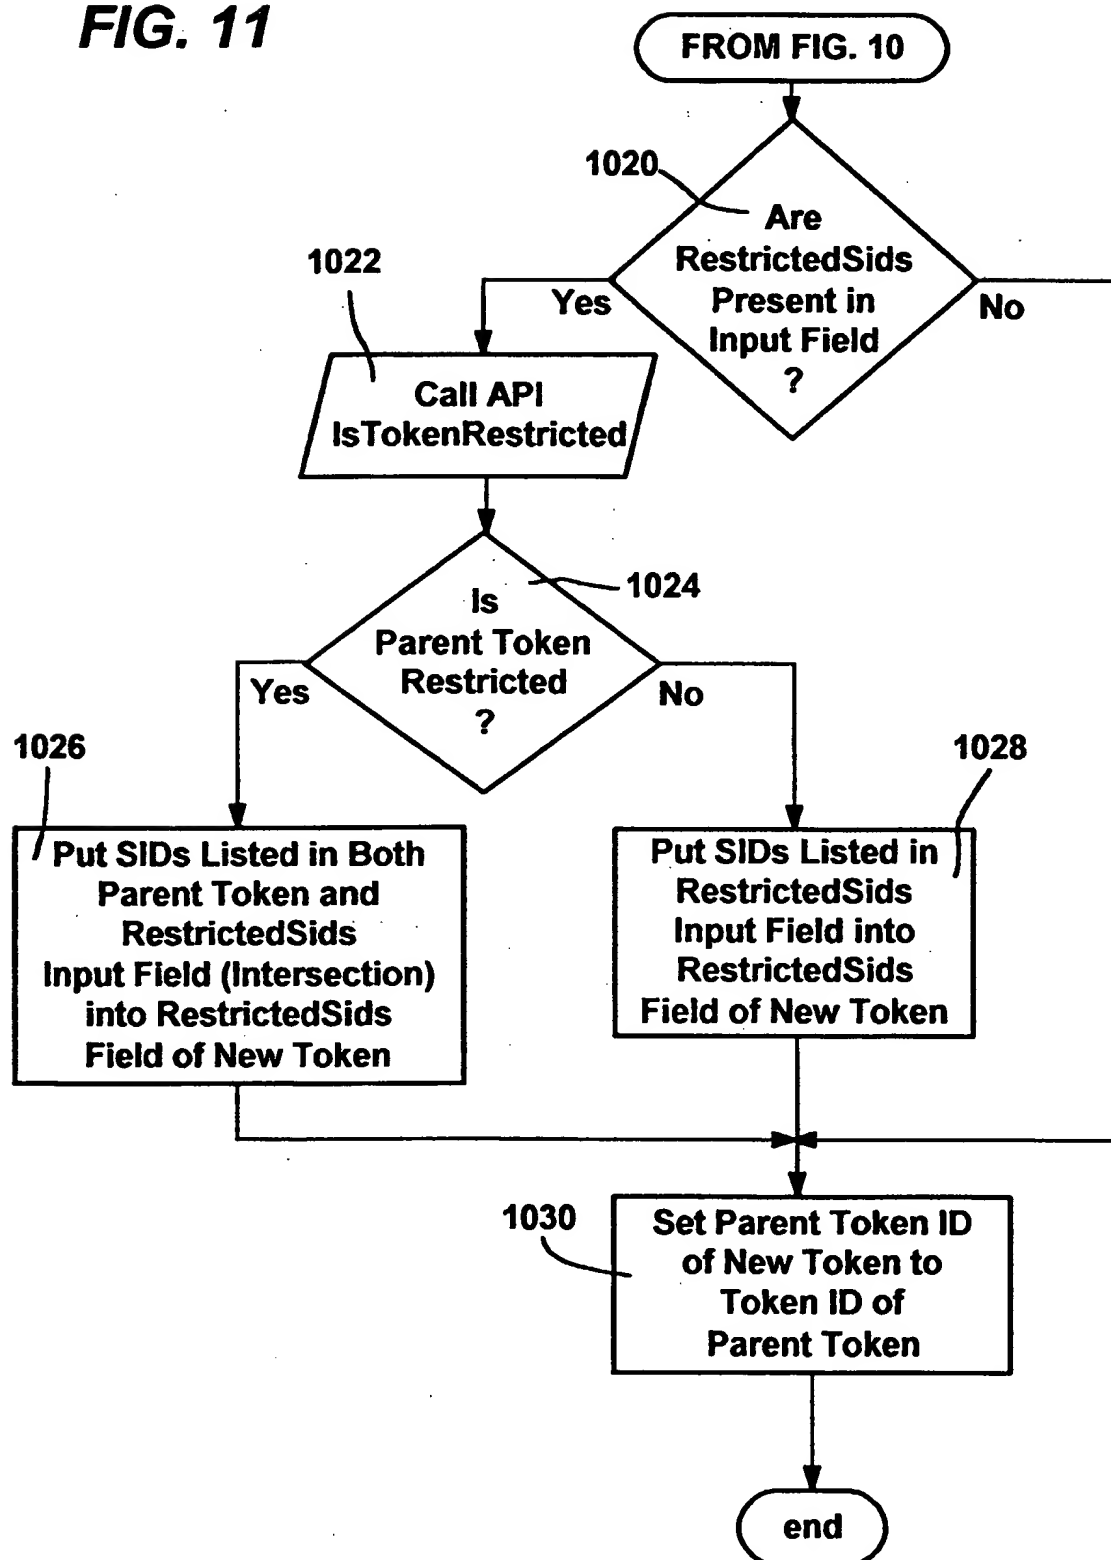 FIG. 11
FROM FIG. 10
1020
Are
RestrictedSids
Present in
Input Field
?
Yes
No
1022
Call API
IsTokenRestricted
1024
Is
Parent Token
Restricted
?
Yes
No
1026
Put SIDs Listed in Both
Parent Token and
RestrictedSids
Input Field (Intersection)
into RestrictedSids
Field of New Token
1028
Put SIDs Listed in
RestrictedSids
Input Field into
RestrictedSids
Field of New Token
1030
Set Parent Token ID
of New Token to
Token ID of
Parent Token
end